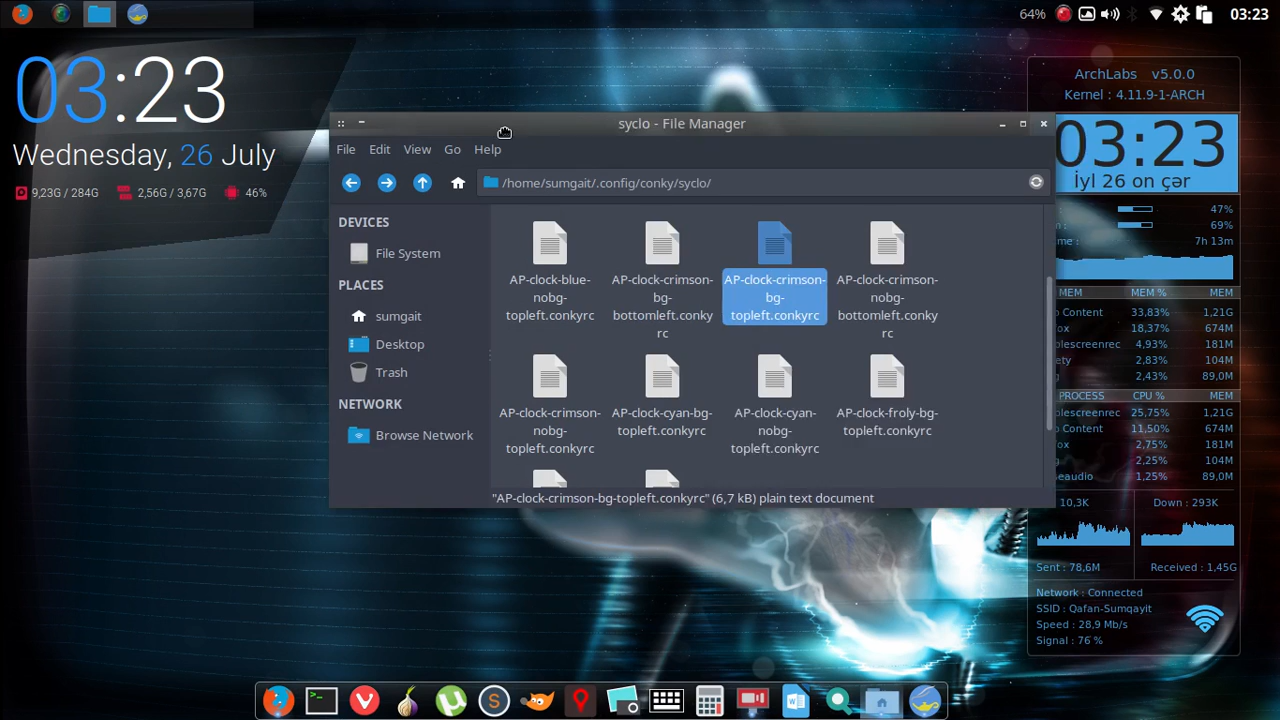 64%
03:23
03:23
Wednesday, 26 July
9,23G / 284G
2,56G / 3,67G
46%
syclo - File Manager
File Edit View Go Help
/home/sumgait/.config/conky/syclo/
DEVICES
File System
PLACES
sumgait
Desktop
Trash
NETWORK
Browse Network
AP-clock-blue-
nobg-
topleft.conkyrc
AP-clock-crimson-
bg-
bottomleft.conky
rc
AP-clock-crimson-
bg-
topleft.conkyrc
AP-clock-crimson-
nobg-
bottomleft.conky
rc
AP-clock-crimson-
nobg-
topleft.conkyrc
AP-clock-cyan-bg-
topleft.conkyrc
AP-clock-cyan-
nobg-
topleft.conkyrc
AP-clock-froly-bg-
topleft.conkyrc
"AP-clock-crimson-bg-topleft.conkyrc" (6,7 kB) plain text document
ArchLabs v5.0.0
Kernel : 4.11.9-1-ARCH
03:23
İyl 26 on çər
47%
69%
7h 13m
MEM MEM % MEM
Content 33,83% 1,21G
18,37% 674M
4,93% 181M
2,83% 104M
2,43% 89,0M
PROCESS CPU % MEM
25,75% 1,21G
Content 11,50% 674M
2,75% 181M
2,25% 104M
1,25% 89,0M
10,3K
Down : 293K
Sent : 78,6M
Received : 1,45G
Network : Connected
SSID : Qafan-Sumqayit
Speed : 28,9 Mb/s
Signal : 76 %